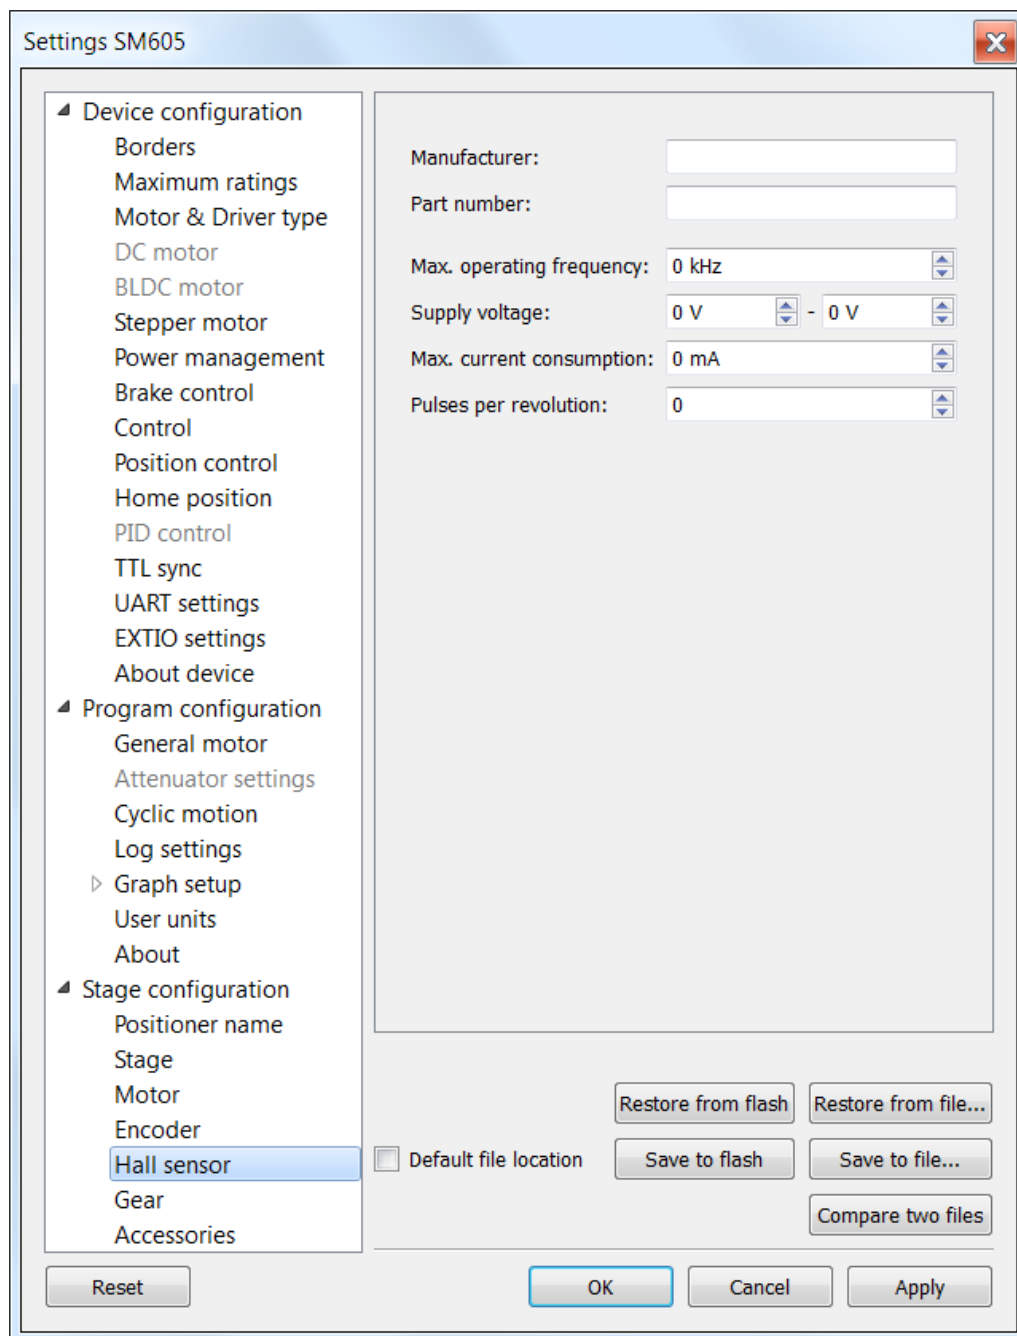 Settings SM605
Device configuration
Borders
Maximum ratings
Motor & Driver type
DC motor
BLDC motor
Stepper motor
Power management
Brake control
Control
Position control
Home position
PID control
TTL sync
UART settings
EXTIO settings
About device
Program configuration
General motor
Attenuator settings
Cyclic motion
Log settings
Graph setup
User units
About
Stage configuration
Positioner name
Stage
Motor
Encoder
Hall sensor
Gear
Accessories
Manufacturer:
Part number:
Max. operating frequency: 0 kHz
Supply voltage: 0 V - 0 V
Max. current consumption: 0 mA
Pulses per revolution: 0
Restore from flash Restore from file...
Default file location Save to flash Save to file...
Compare two files
Reset OK Cancel Apply